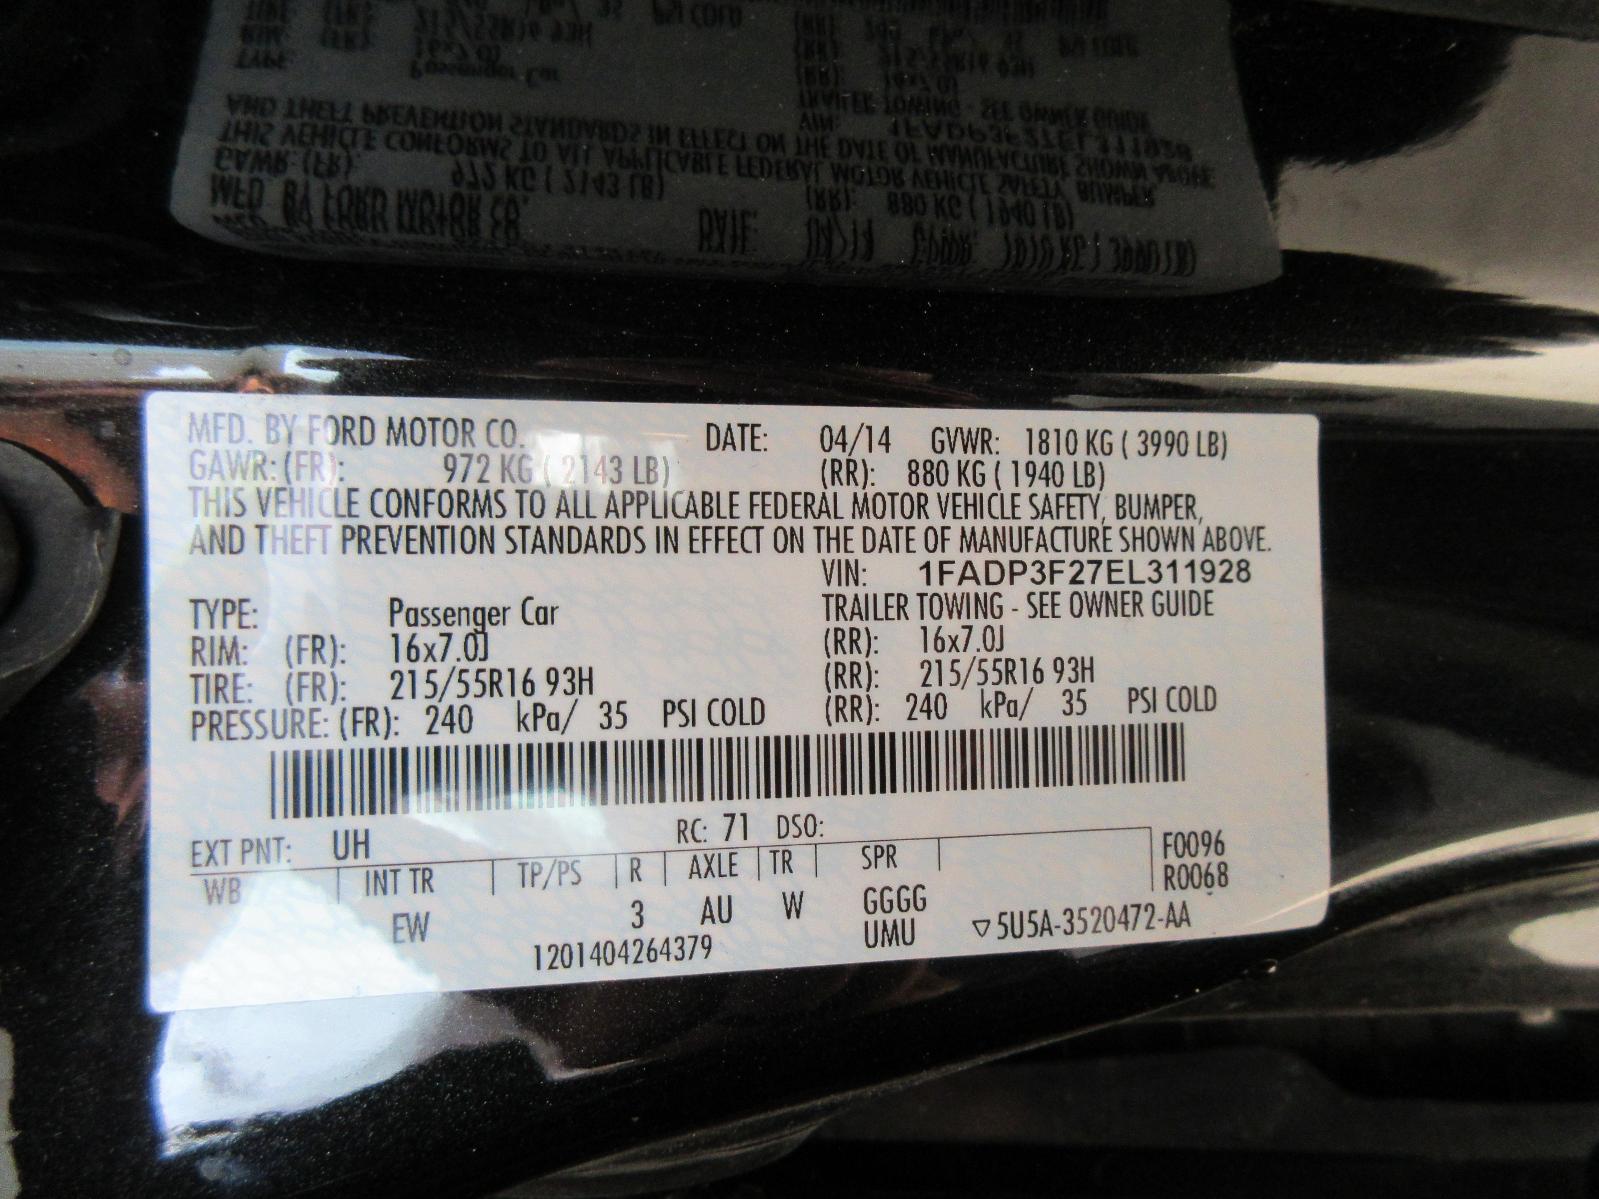 MFD. BY FORD MOTOR CO. DATE: 04/14 GVWR: 1810 KG ( 3990 LB)
GAWR: (FR): 972 KG ( 2143 LB) (RR): 880 KG ( 1940 LB)
THIS VEHICLE CONFORMS TO ALL APPLICABLE FEDERAL MOTOR VEHICLE SAFETY, BUMPER,
AND THEFT PREVENTION STANDARDS IN EFFECT ON THE DATE OF MANUFACTURE SHOWN ABOVE.
VIN: 1FADP3F27EL311928
TYPE: Passenger Car TRAILER TOWING - SEE OWNER GUIDE
RIM: (FR): 16x7.0J (RR): 16x7.0J
TIRE: (FR): 215/55R16 93H (RR): 215/55R16 93H
PRESSURE: (FR): 240 kPa/ 35 PSI COLD (RR): 240 kPa/ 35 PSI COLD
EXT PNT: UH RC: 71 DSO:
WB INT TR TP/PS R AXLE TR SPR F0096
R0068
EW 3 AU W GGGG
UMU ▽5U5A-3520472-AA
1201404264379